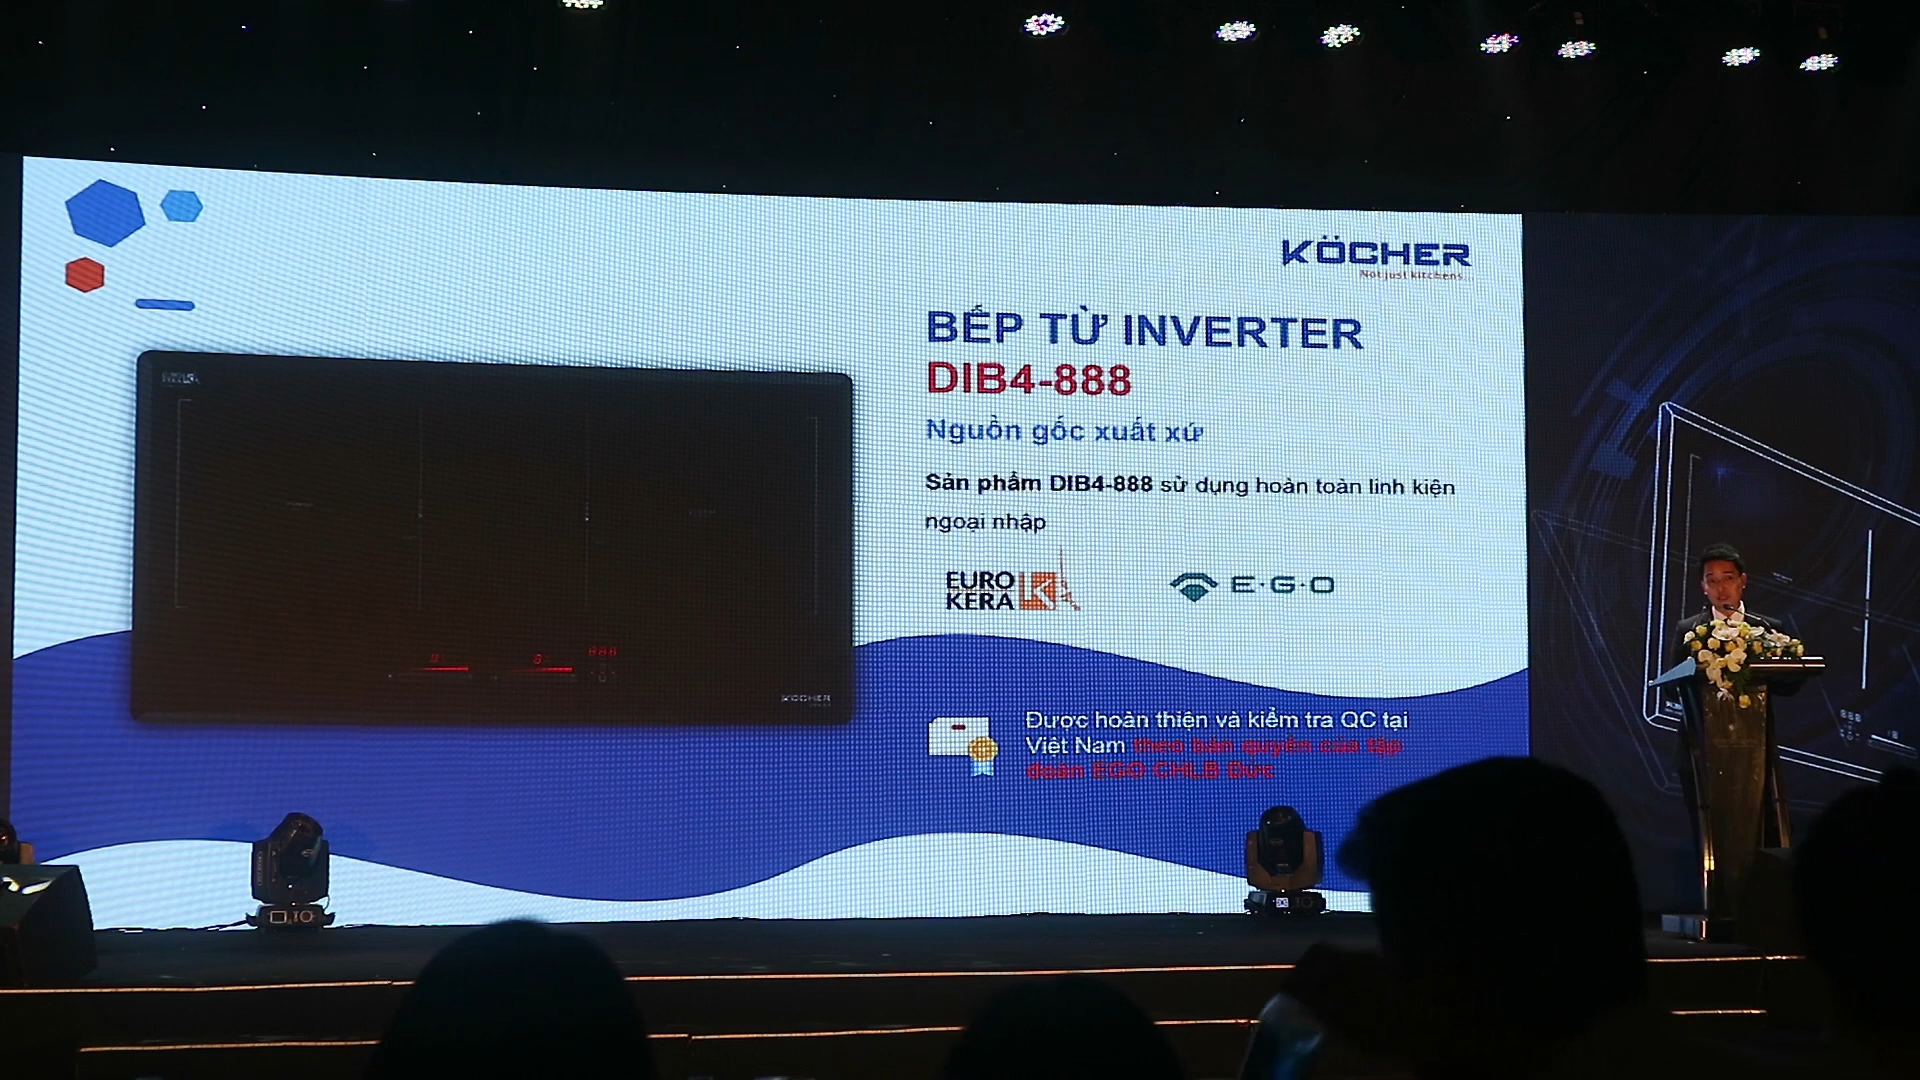 KÖCHER
Not just kitchens...
BẾP TỪ INVERTER
DIB4-888
Nguồn gốc xuất xứ
Sản phẩm DIB4-888 sử dụng hoàn toàn linh kiện
ngoại nhập
EURO
KERA K
E·G·O
888
KÖCHER
Được hoàn thiện và kiểm tra QC tại
Việt Nam theo bản quyền của tập
đoàn EGO CHLB Đức